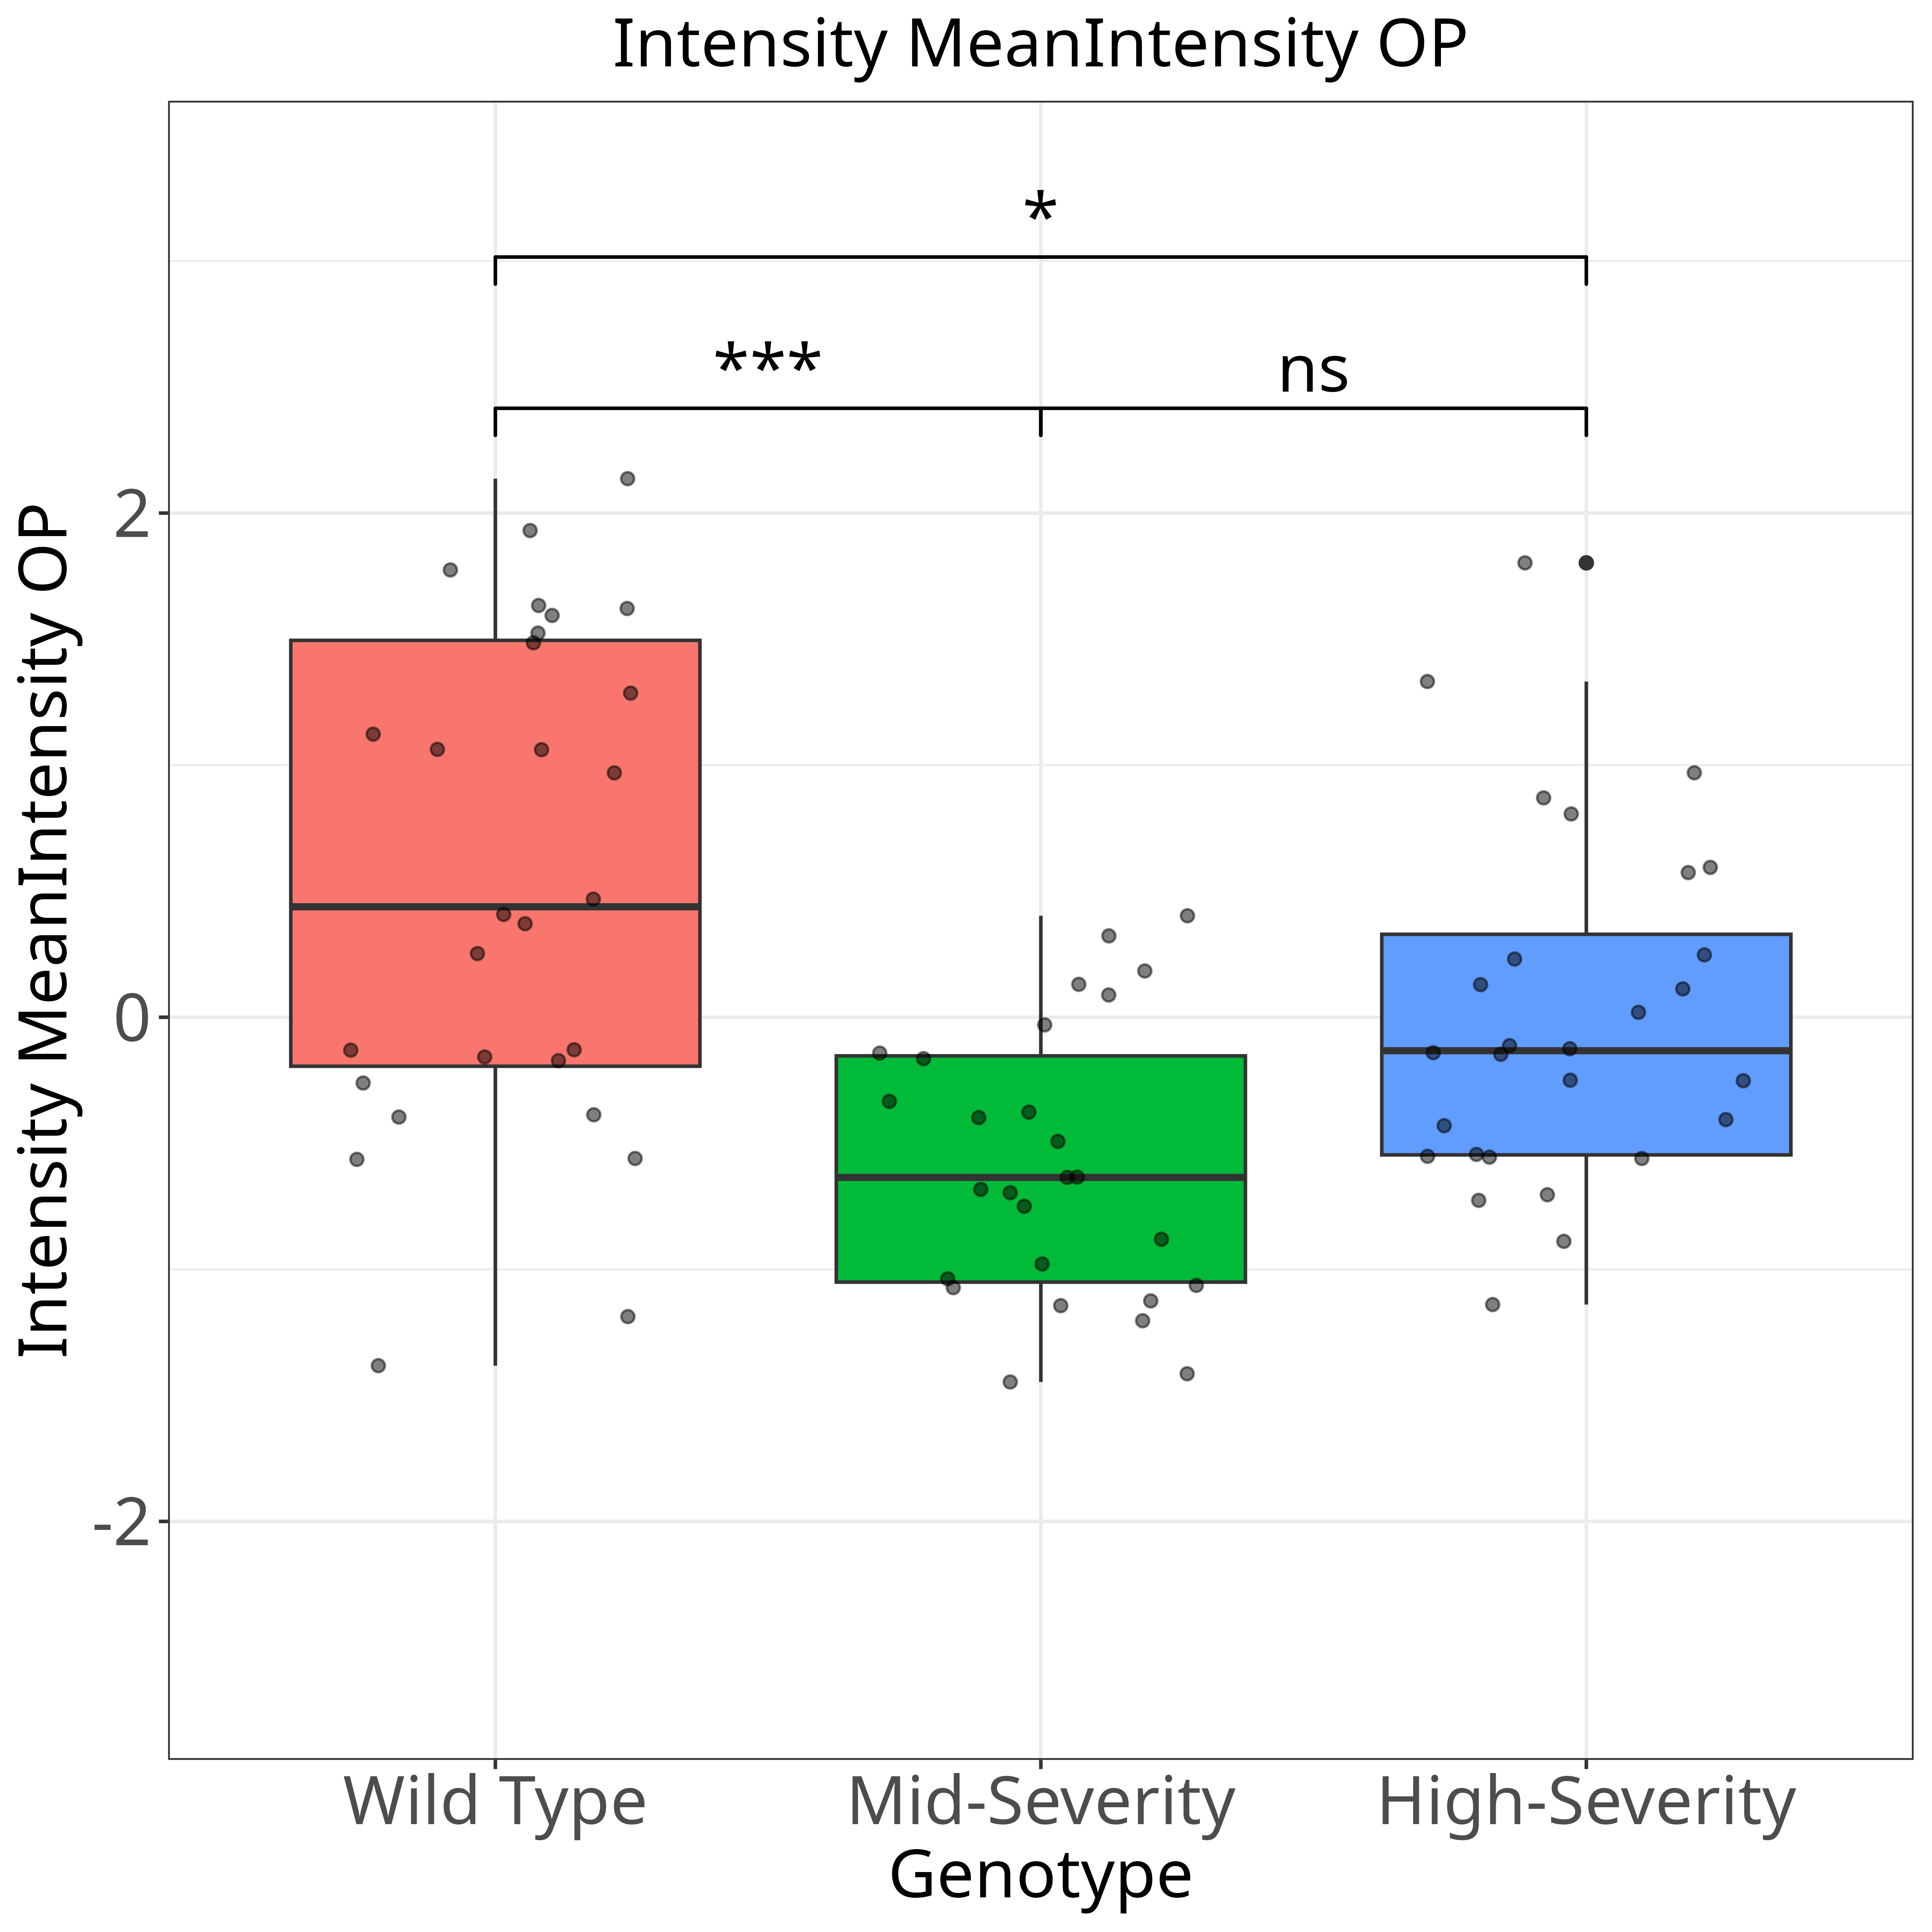 Intensity MeanIntensity OP
*
*** ns
Intensity MeanIntensity OP
2
0
-2
Wild Type Mid-Severity High-Severity
Genotype